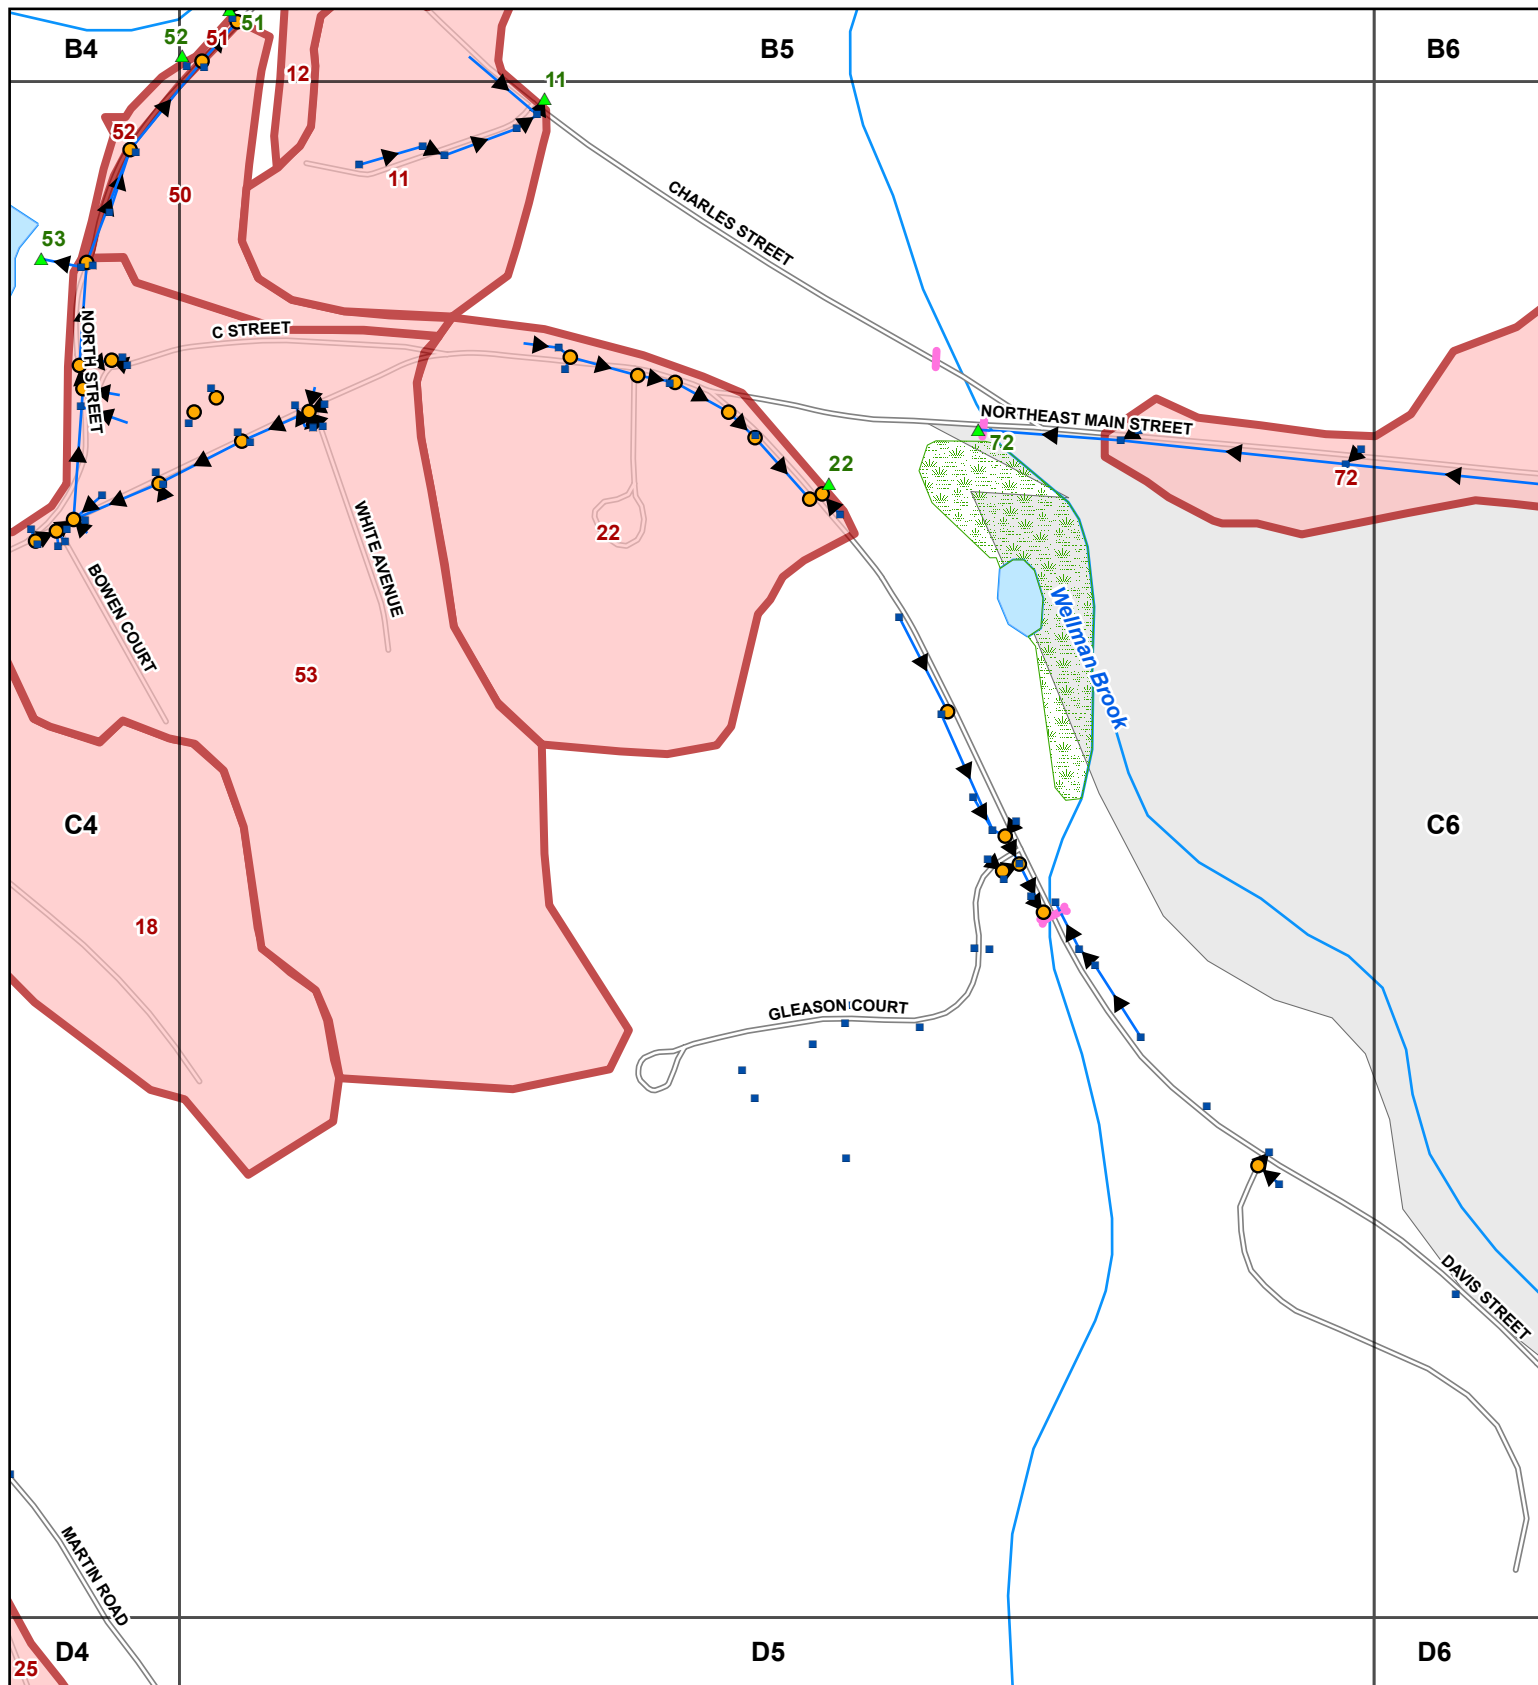 B4
52
51
51
B5
B6
12
11
52
11
50
CHARLES STREET
53
NORTH STREET
C STREET
NORTHEAST MAIN STREET
72
72
22
22
WHITE AVENUE
BOWEN COURT
Wellman Brook
53
C4
C6
18
GLEASON COURT
DAVIS STREET
MARTIN ROAD
D4
25
D5
D6